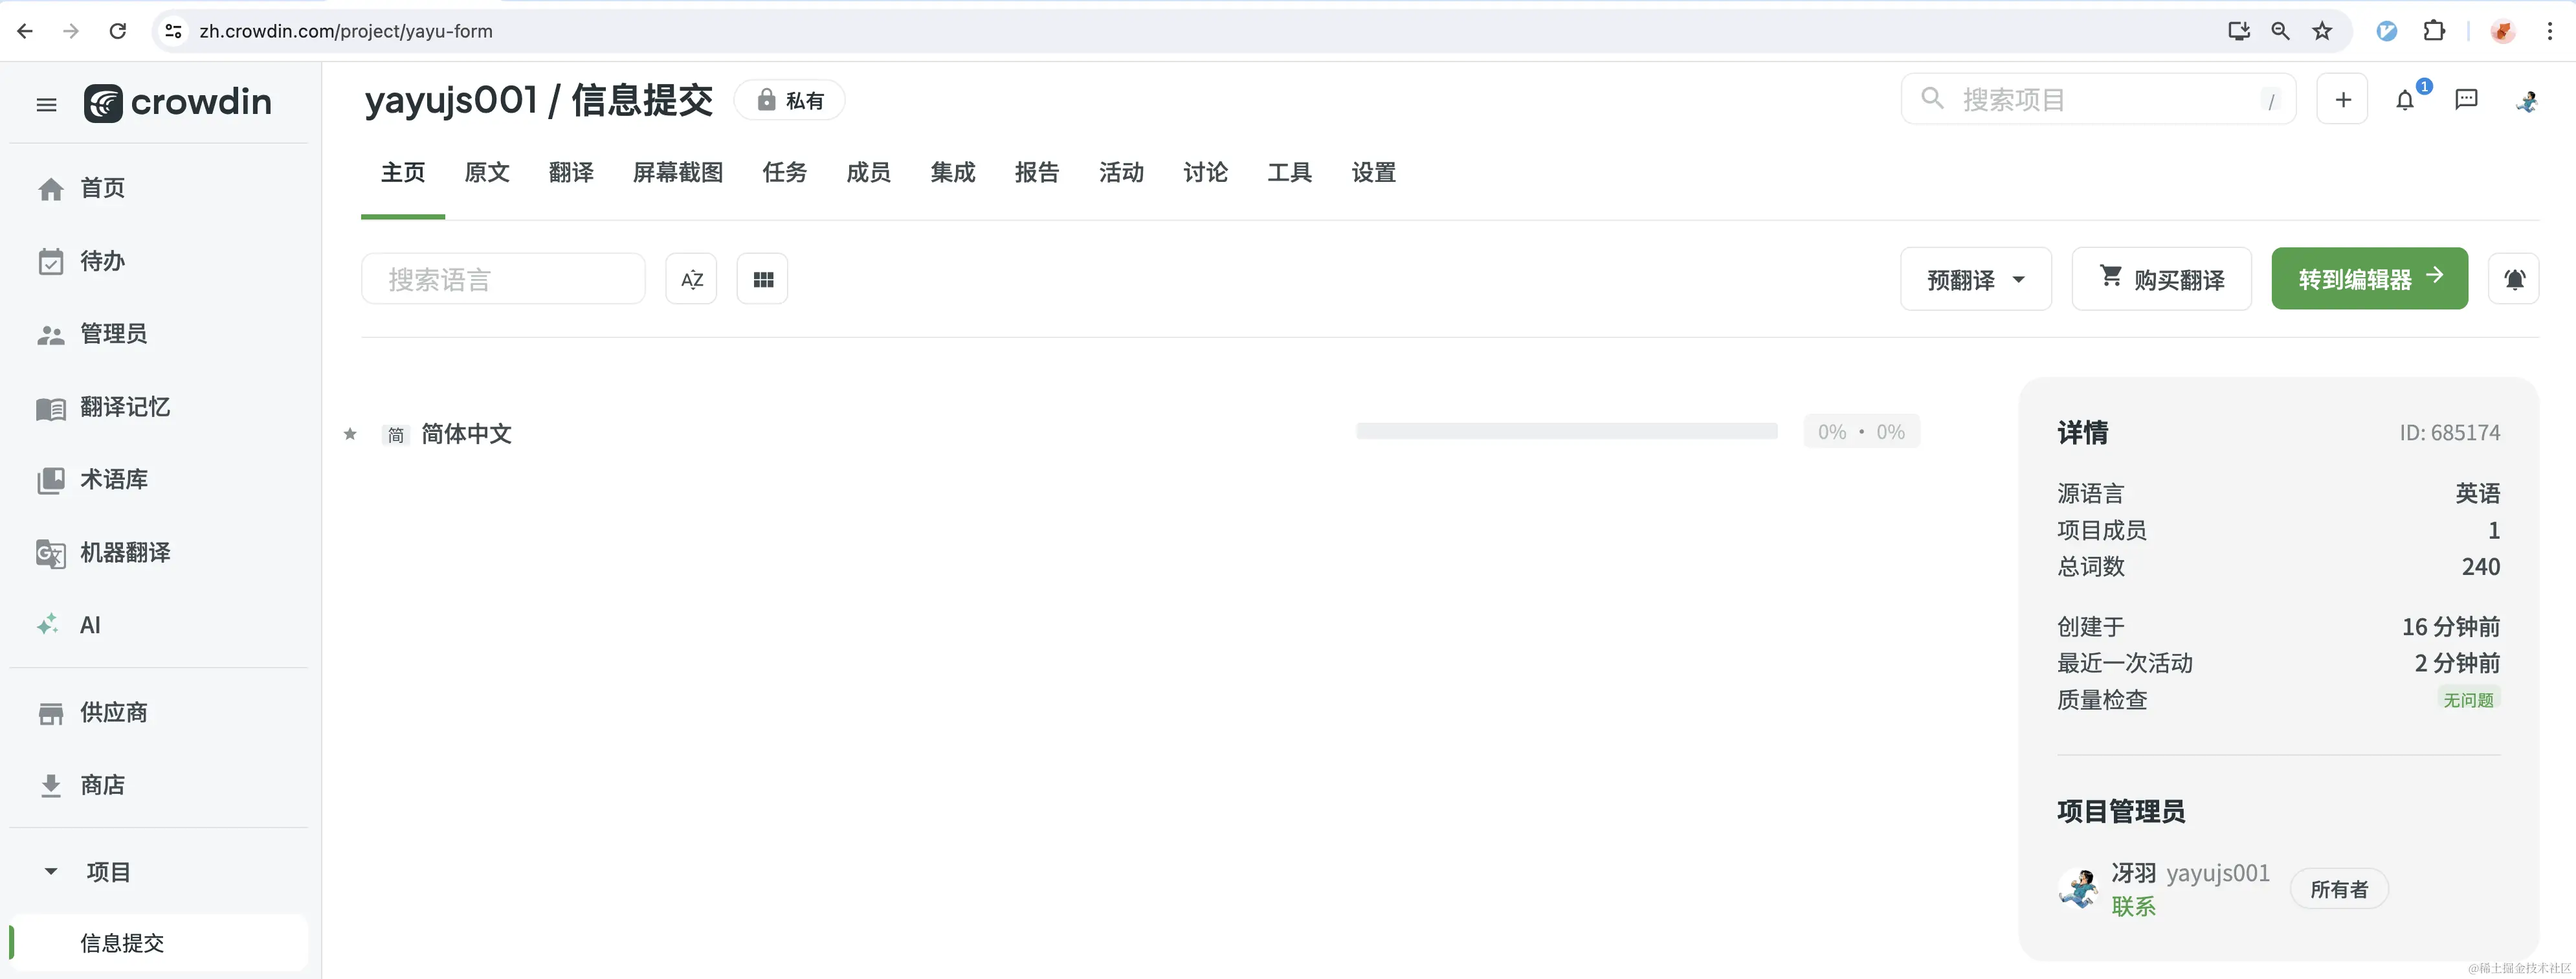 zh.crowdin.com/project/yayu-form
crowdin
yayujs001 / 信息提交
私有
搜索项目
/
1
主页 原文 翻译 屏幕截图 任务 成员 集成 报告 活动 讨论 工具 设置
首页
待办
管理员
翻译记忆
术语库
机器翻译
AI
供应商
商店
项目
信息提交
搜索语言
AZ
预翻译
购买翻译
转到编辑器
简 简体中文
0% • 0%
详情 ID: 685174
源语言 英语
项目成员 1
总词数 240
创建于 16 分钟前
最近一次活动 2 分钟前
质量检查 无问题
项目管理员
冴羽 yayujs001 所有者
联系
@稀土掘金技术社区